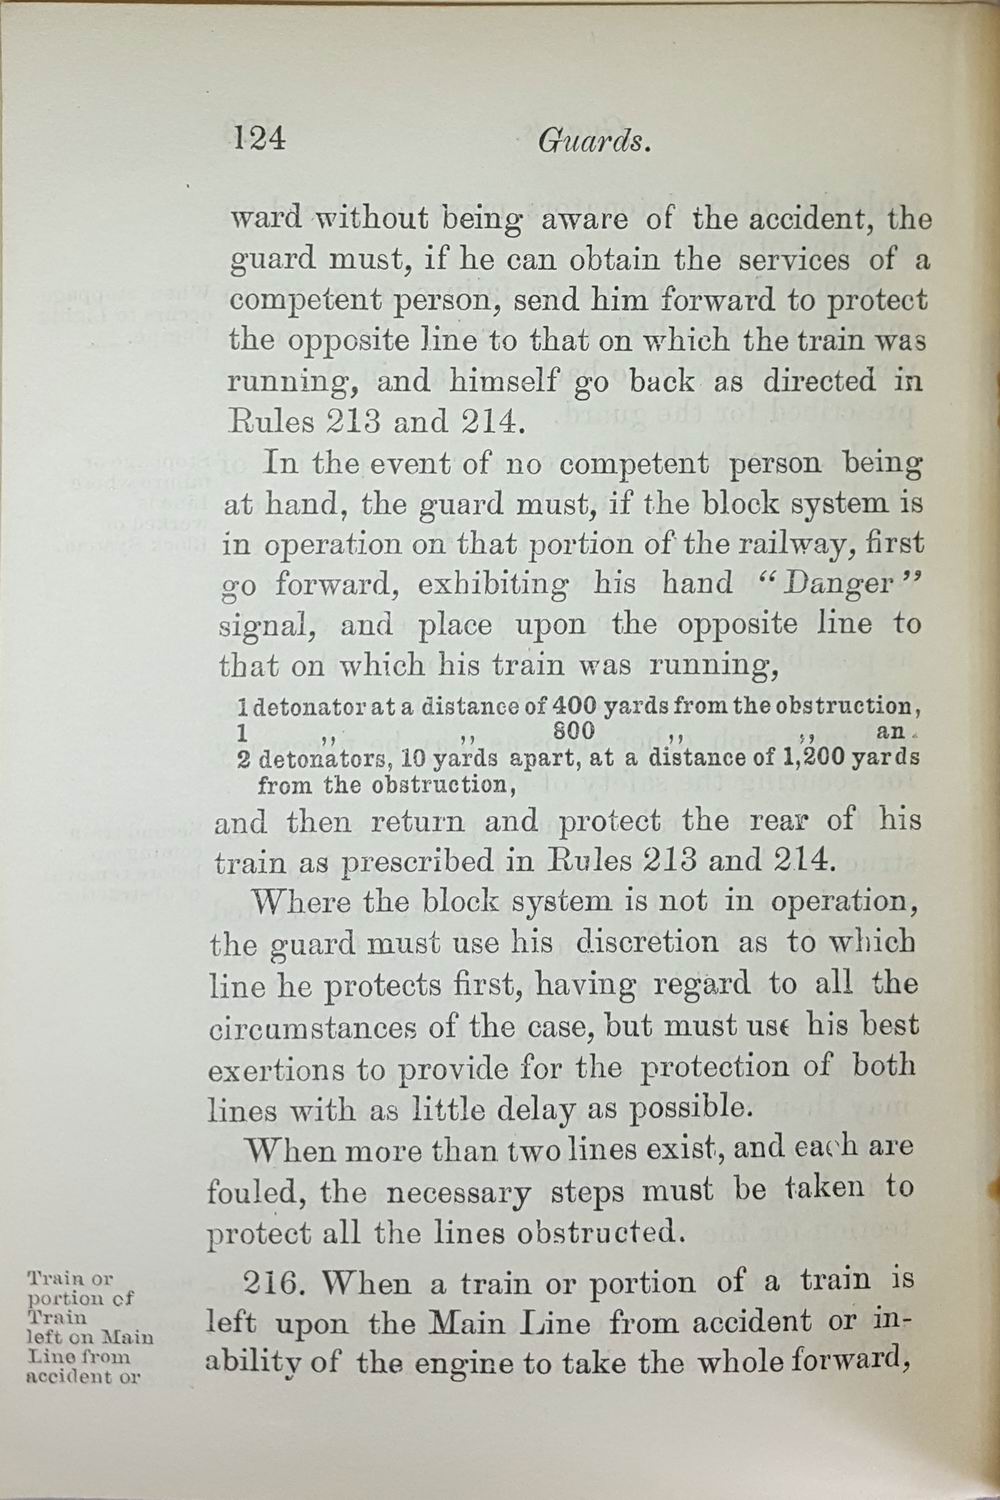 124
Guards.
ward without being aware of the accident, the
guard must, if he can obtain the services of a
competent person, send him forward to protect
the opposite line to that on which the train was
running, and himself go back as directed in
Rules 213 and 214.
In the event of no competent person being
at hand, the guard must, if the block system is
in operation on that portion of the railway, first
go forward, exhibiting his hand “Danger”
signal, and place upon the opposite line to
that on which his train was running,
1 detonator at a distance of 400 yards from the obstruction,
1 ,, ,, 800 ,, ,, an
2 detonators, 10 yards apart, at a distance of 1,200 yards
from the obstruction,
and then return and protect the rear of his
train as prescribed in Rules 213 and 214.
Where the block system is not in operation,
the guard must use his discretion as to which
line he protects first, having regard to all the
circumstances of the case, but must use his best
exertions to provide for the protection of both
lines with as little delay as possible.
When more than two lines exist, and each are
fouled, the necessary steps must be taken to
protect all the lines obstructed.
216. When a train or portion of a train is
left upon the Main Line from accident or in-
ability of the engine to take the whole forward,
Train or
portion of
Train
left on Main
Line from
accident or